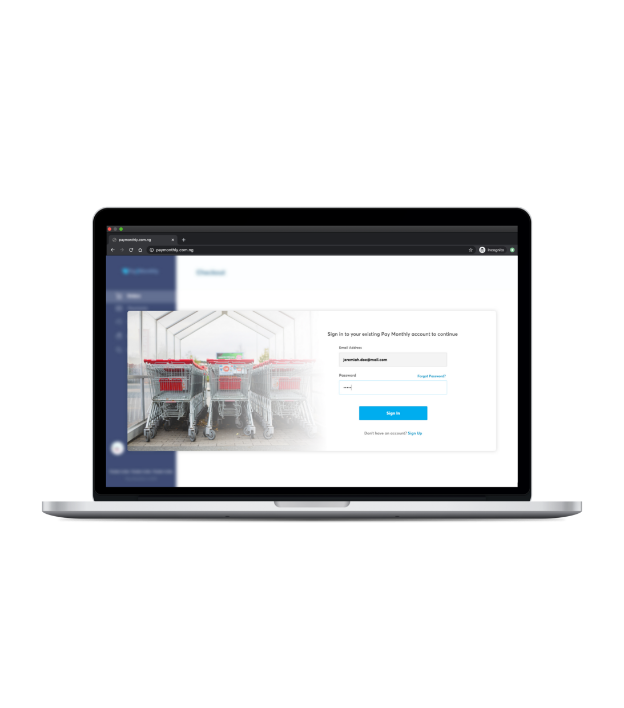 paymonthly.com.ng
paymonthly.com.ng
Incognito
Checkout
Sign in to your existing Pay Monthly account to continue
Email Address
jeremiah.doe@mail.com
Password
Forgot Password?
Sign In
Don't have an account? Sign Up